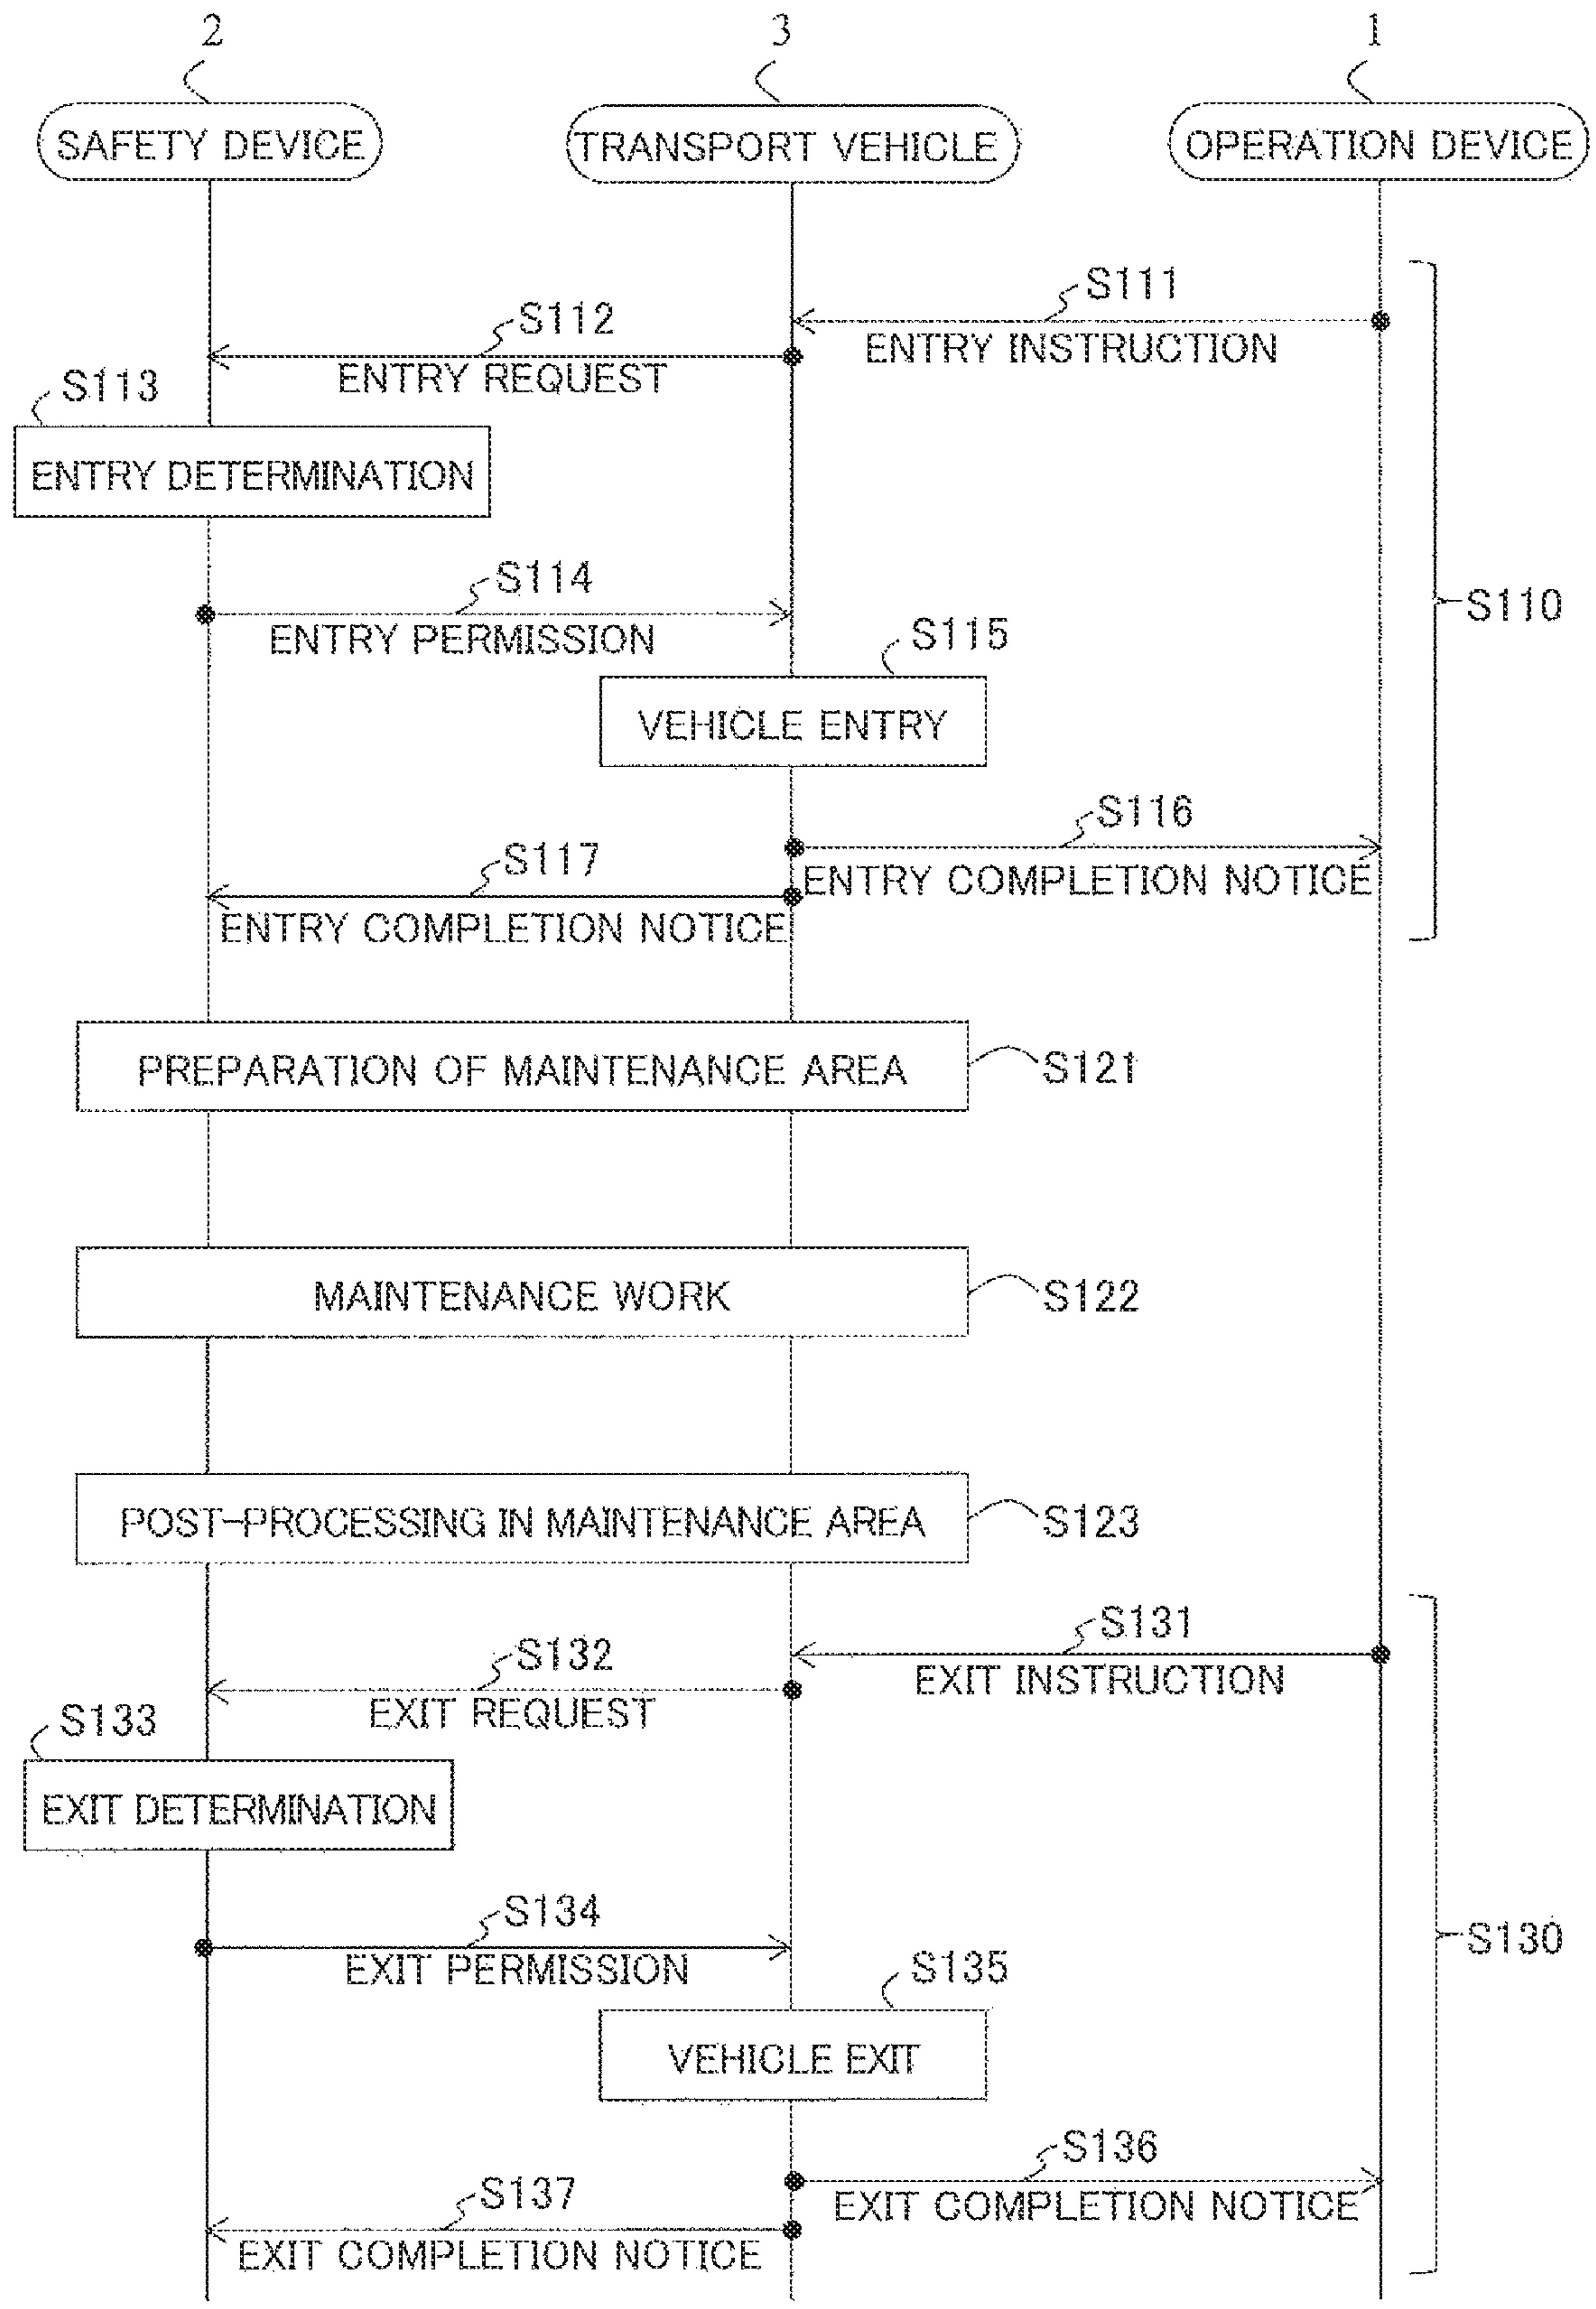 2
3
1
SAFETY DEVICE
TRANSPORT VEHICLE
OPERATION DEVICE
S111
ENTRY INSTRUCTION
S112
ENTRY REQUEST
S113
ENTRY DETERMINATION
S114
ENTRY PERMISSION
S110
S115
VEHICLE ENTRY
S116
ENTRY COMPLETION NOTICE
S117
ENTRY COMPLETION NOTICE
PREPARATION OF MAINTENANCE AREA
S121
MAINTENANCE WORK
S122
POST-PROCESSING IN MAINTENANCE AREA
S123
S131
EXIT INSTRUCTION
S132
EXIT REQUEST
S133
EXIT DETERMINATION
S134
EXIT PERMISSION
S130
S135
VEHICLE EXIT
S136
EXIT COMPLETION NOTICE
S137
EXIT COMPLETION NOTICE